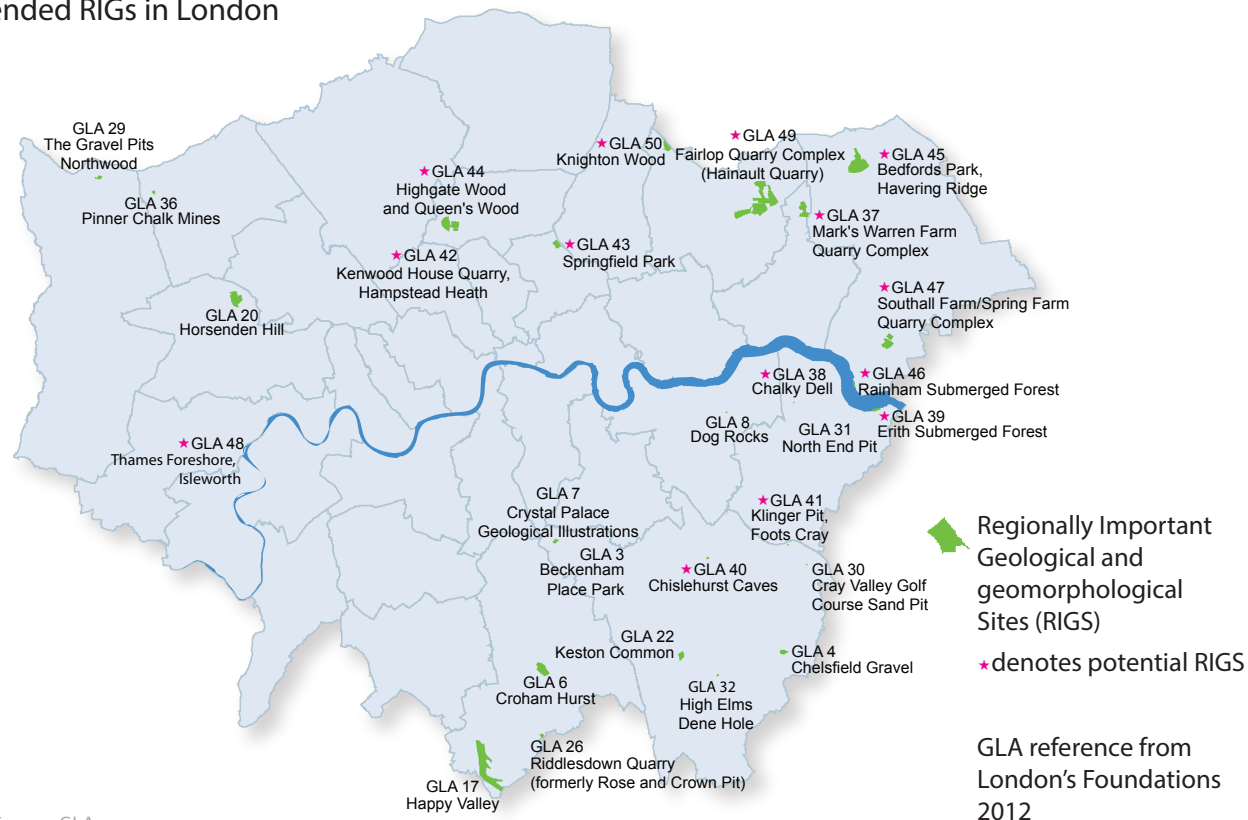 ended RIGs in London
GLA 29
The Gravel Pits
Northwood
GLA 36
Pinner Chalk Mines
★GLA 44
Highgate Wood
and Queen's Wood
★GLA 42
Kenwood House Quarry,
Hampstead Heath
★GLA 50
Knighton Wood
★GLA 49
Fairlop Quarry Complex
(Hainault Quarry)
★GLA 45
Bedfords Park,
Havering Ridge
★GLA 37
Mark's Warren Farm
Quarry Complex
★GLA 43
Springfield Park
★GLA 47
Southall Farm/Spring Farm
Quarry Complex
GLA 20
Horsenden Hill
★GLA 38
Chalky Dell
★GLA 46
Rainham Submerged Forest
★GLA 39
Erith Submerged Forest
GLA 8
Dog Rocks
GLA 31
North End Pit
★GLA 48
Thames Foreshore,
Isleworth
GLA 7
Crystal Palace
Geological Illustrations
★GLA 41
Klinger Pit,
Foots Cray
GLA 3
Beckenham
Place Park
★GLA 40
Chislehurst Caves
GLA 30
Cray Valley Golf
Course Sand Pit
GLA 22
Keston Common
GLA 4
Chelsfield Gravel
GLA 6
Croham Hurst
GLA 32
High Elms
Dene Hole
GLA 26
Riddlesdown Quarry
(formerly Rose and Crown Pit)
GLA 17
Happy Valley
Regionally Important
Geological and
geomorphological
Sites (RIGS)
★denotes potential RIGS
GLA reference from
London's Foundations
2012